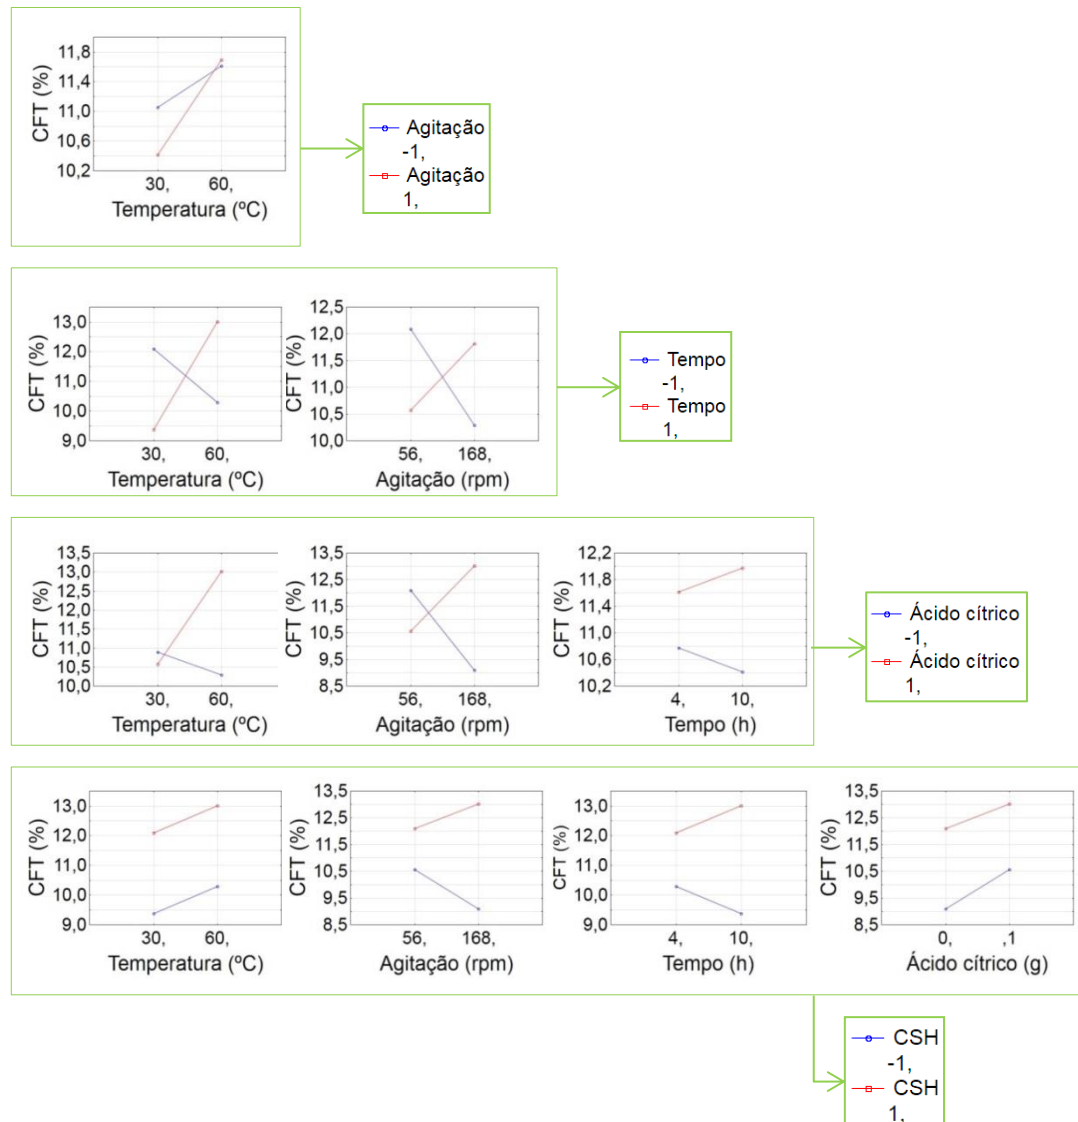 CFT (%)
11,8
11,4
11,0
10,6
10,2
30, 60,
Temperatura (ºC)
Agitação
-1,
Agitação
1,
CFT (%)
13,0
12,0
11,0
10,0
9,0
30, 60,
Temperatura (ºC)
CFT (%)
12,5
12,0
11,5
11,0
10,5
10,0
56, 168,
Agitação (rpm)
Tempo
-1,
Tempo
1,
CFT (%)
13,5
13,0
12,5
12,0
11,5
11,0
10,5
10,0
30, 60,
Temperatura (ºC)
CFT (%)
13,5
12,5
11,5
10,5
9,5
8,5
56, 168,
Agitação (rpm)
CFT (%)
12,2
11,8
11,4
11,0
10,6
10,2
4, 10,
Tempo (h)
Ácido cítrico
-1,
Ácido cítrico
1,
CFT (%)
13,0
12,0
11,0
10,0
9,0
30, 60,
Temperatura (ºC)
CFT (%)
13,5
12,5
11,5
10,5
9,5
8,5
56, 168,
Agitação (rpm)
CFT (%)
13,0
12,0
11,0
10,0
9,0
4, 10,
Tempo (h)
CFT (%)
13,5
12,5
11,5
10,5
9,5
8,5
0, ,1
Ácido cítrico (g)
CSH
-1,
CSH
1,